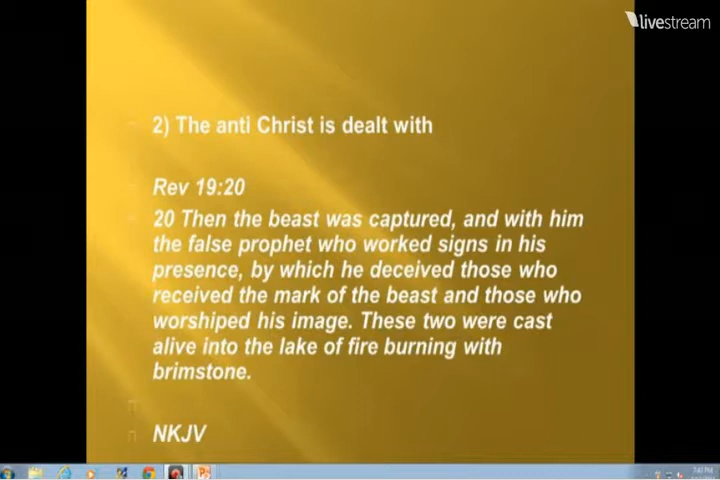 livestream
2) The anti Christ is dealt with
Rev 19:20
20 Then the beast was captured, and with him
the false prophet who worked signs in his
presence, by which he deceived those who
received the mark of the beast and those who
worshiped his image. These two were cast
alive into the lake of fire burning with
brimstone.
NKJV